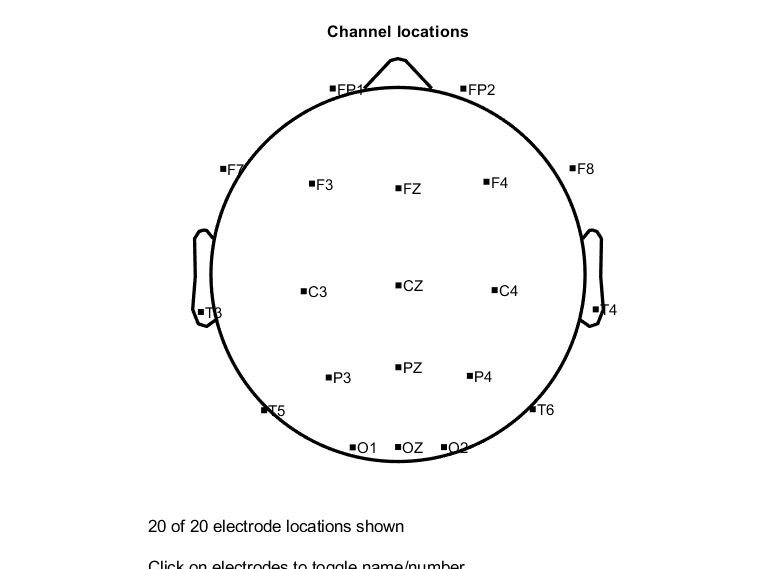 Channel locations
FP1 FP2
F7 F8
F3 FZ F4
C3 CZ C4
T3 T4
P3 PZ P4
T5 T6
O1 OZ O2
20 of 20 electrode locations shown
Click on electrodes to toggle name/number